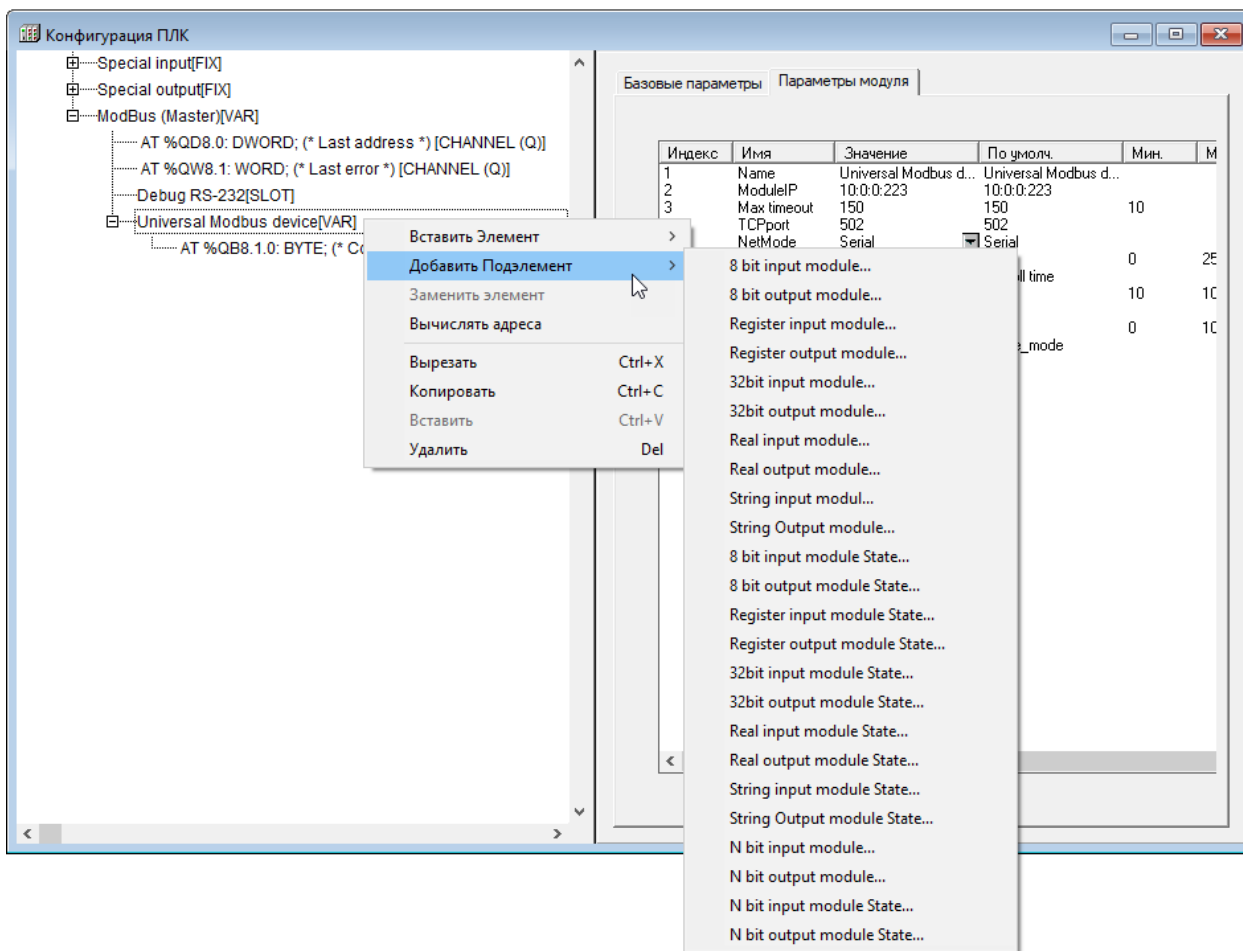 Конфигурация ПЛК
Special input[FIX]
Special output[FIX]
ModBus (Master)[VAR]
AT %QD8.0: DWORD; (* Last address *) [CHANNEL (Q)]
AT %QW8.1: WORD; (* Last error *) [CHANNEL (Q)]
Debug RS-232[SLOT]
Universal Modbus device[VAR]
AT %QB8.1.0: BYTE; (*
Базовые параметры Параметры модуля
Индекс Имя Значение По умолч. Мин.
1 Name Universal Modbus d... Universal Modbus d...
2 ModuleIP 10:0:0:223 10:0:0:223
3 Max timeout 150 150 10
TCPport 502 502
NetMode Serial Serial
0
time
10
0
_mode
Вставить Элемент
Добавить Подэлемент
Заменить элемент
Вычислять адреса
Вырезать Ctrl+X
Копировать Ctrl+C
Вставить Ctrl+V
Удалить Del
8 bit input module...
8 bit output module...
Register input module...
Register output module...
32bit input module...
32bit output module...
Real input module...
Real output module...
String input modul...
String Output module...
8 bit input module State...
8 bit output module State...
Register input module State...
Register output module State...
32bit input module State...
32bit output module State...
Real input module State...
Real output module State...
String input module State...
String Output module State...
N bit input module...
N bit output module...
N bit input module State...
N bit output module State...